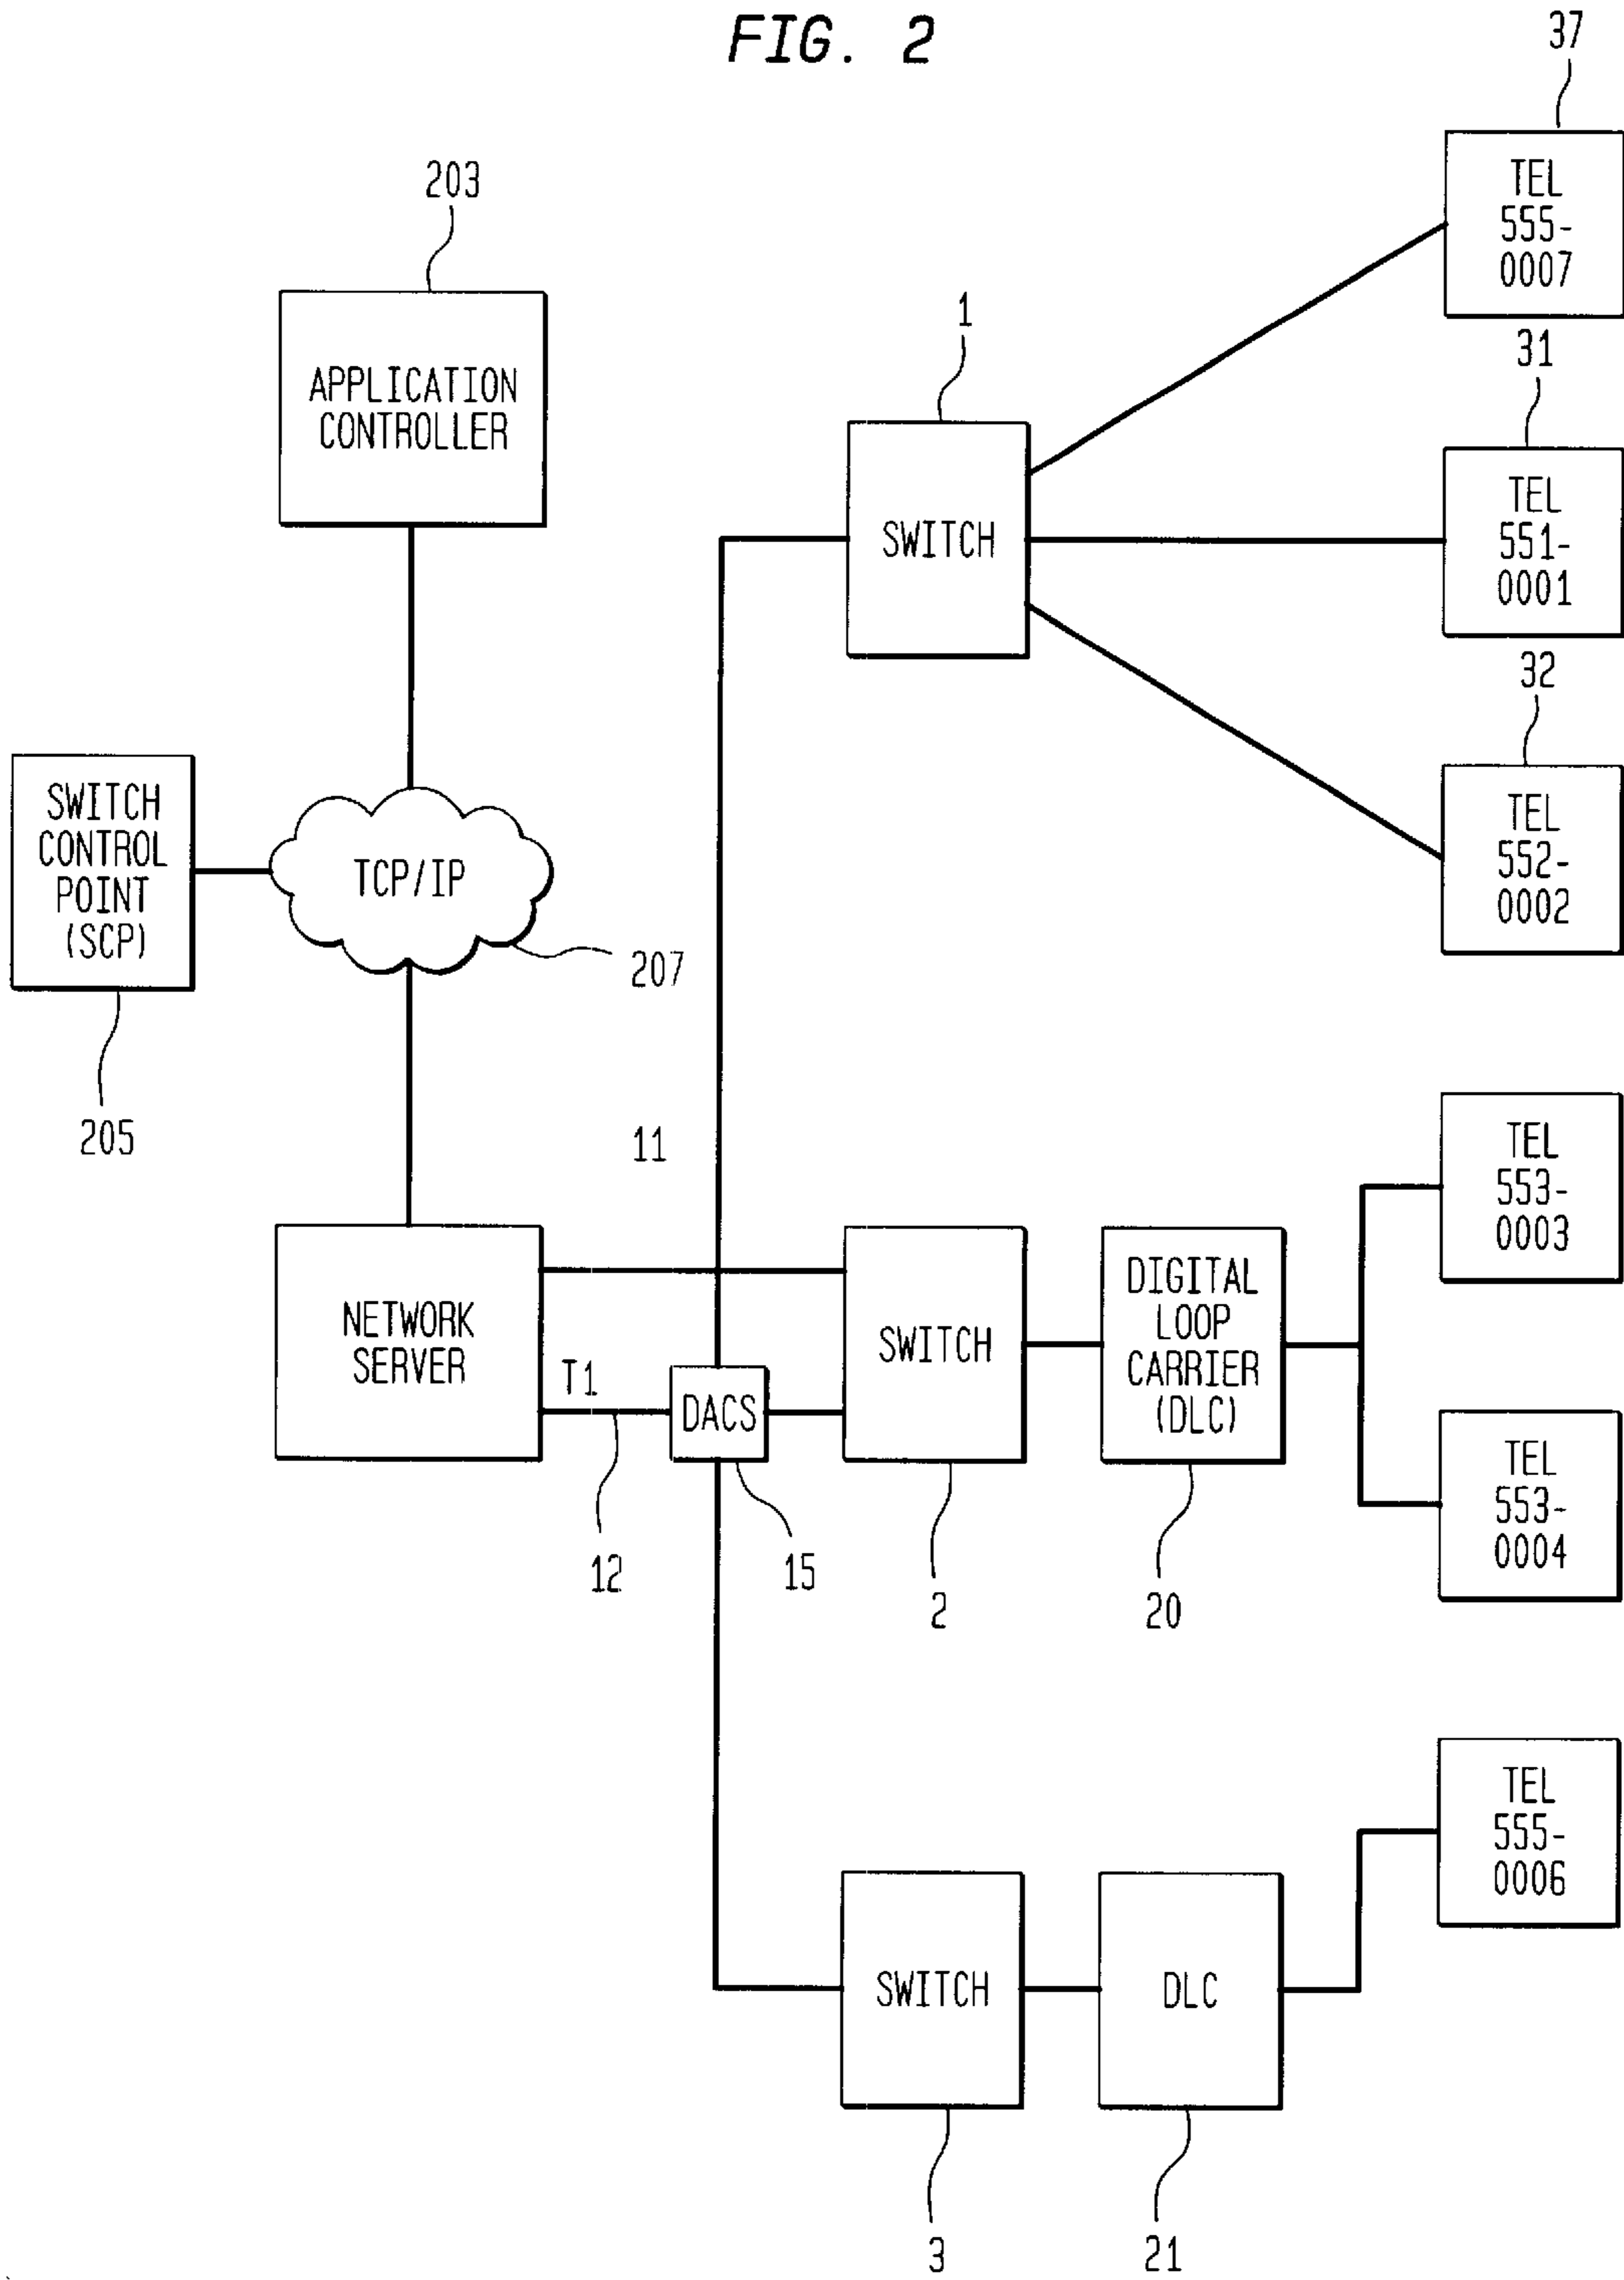 FIG. 2
37
TEL
555-
0007
203
APPLICATION
CONTROLLER
1
SWITCH
31
TEL
551-
0001
32
TEL
552-
0002
SWITCH
CONTROL
POINT
(SCP)
205
TCP/IP
207
11
NETWORK
SERVER
T1
12
DACS
15
SWITCH
2
DIGITAL
LOOP
CARRIER
(DLC)
20
TEL
553-
0003
TEL
553-
0004
SWITCH
3
DLC
21
TEL
555-
0006